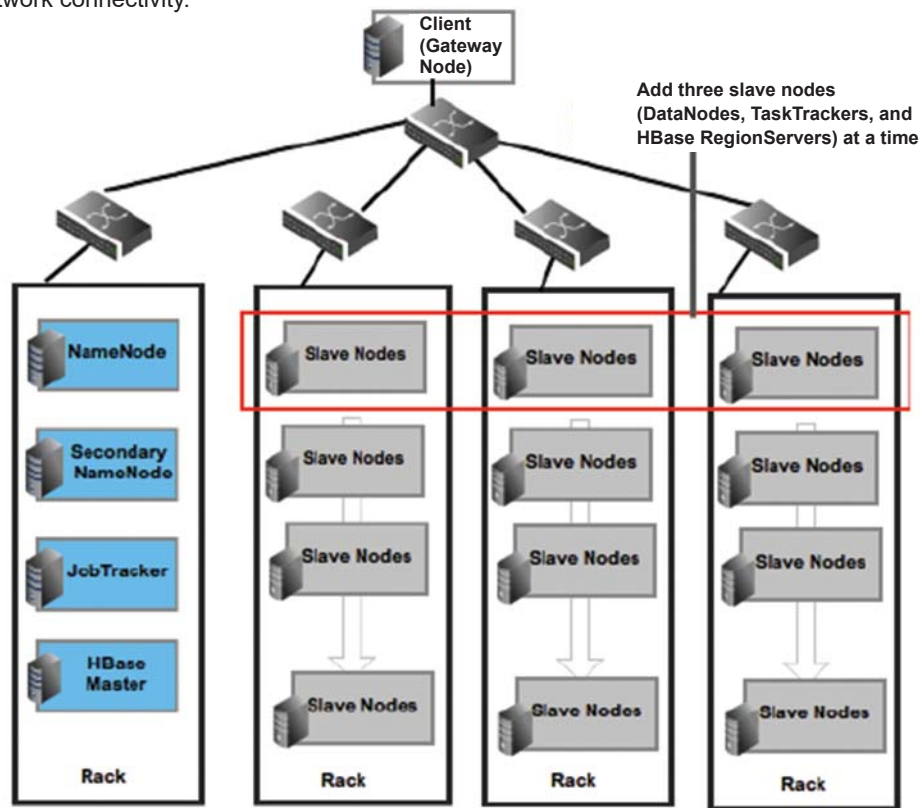 twork connectivity.
Client
(Gateway
Node)
Add three slave nodes
(DataNodes, TaskTrackers, and
HBase RegionServers) at a time
NameNode
Secondary
NameNode
JobTracker
HBase
Master
Rack
Slave Nodes
Slave Nodes
Slave Nodes
Slave Nodes
Rack
Slave Nodes
Slave Nodes
Slave Nodes
Slave Nodes
Rack
Slave Nodes
Slave Nodes
Slave Nodes
Slave Nodes
Rack